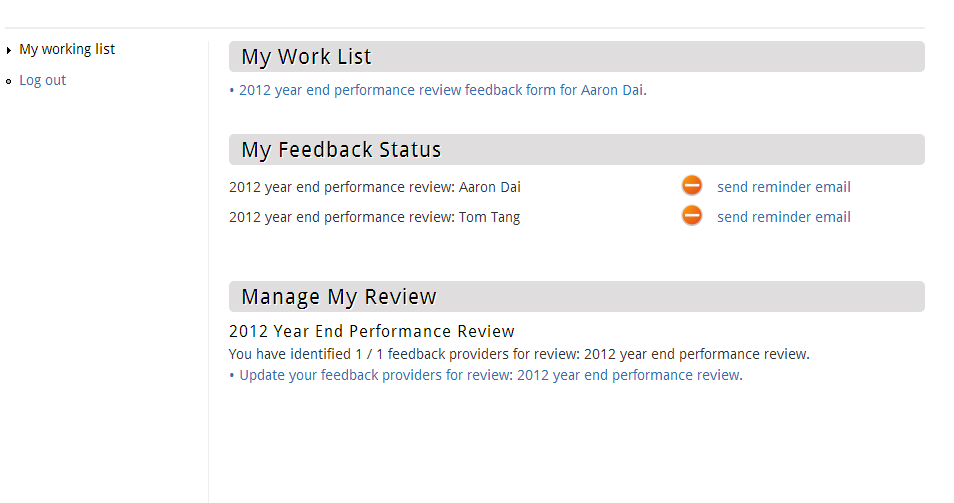 My working list
Log out
My Work List
• 2012 year end performance review feedback form for Aaron Dai.
My Feedback Status
2012 year end performance review: Aaron Dai send reminder email
2012 year end performance review: Tom Tang send reminder email
Manage My Review
2012 Year End Performance Review
You have identified 1 / 1 feedback providers for review: 2012 year end performance review.
• Update your feedback providers for review: 2012 year end performance review.